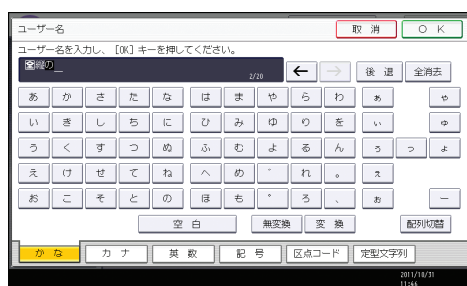 ユーザー名
取 消
O K
ユーザー名を入力し、[OK] キーを押してください。
全 の_
2/20
← → 後 退 全消去
あ か さ た な は ま や ら わ ぁ ゃ
い き し ち に ひ み ゆ り を ぃ ゅ
う く す つ ぬ ふ む よ る ん ぅ っ ょ
え け せ て ね へ め ゛ れ 。 ぇ
お こ そ と の ほ も ゜ ろ 、 ぉ ー
空 白 無変換 変 換 配列切替
か な カ ナ 英 数 記 号 区点コード 定型文字列
2011/10/31
11:46